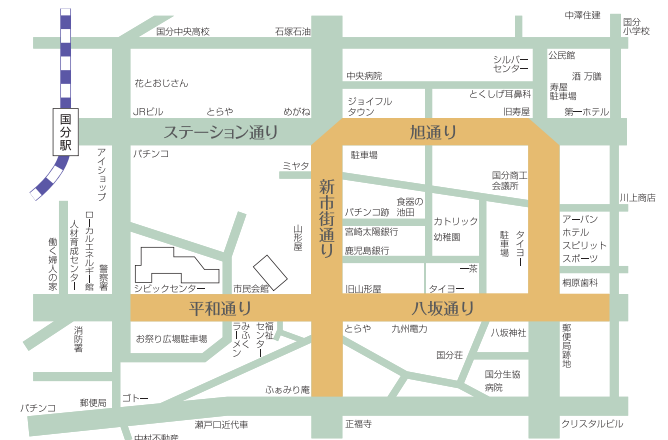 中澤住建
国分中央高校
石塚石油
国分
小学校
公民館
シルバー
センター
中央病院
酒 万膳
花とおじさん
とくしげ耳鼻科
寿屋
駐車場
ジョイフル
タウン
JRビル
とらや
めがね
旧寿屋
第一ホテル
国分駅
ステーション通り
旭通り
パチンコ
駐車場
アイショップ
ミヤタ
新市街通り
国分商工
会議所
川上商店
食器の
池田
パチンコ跡
カトリック
幼稚園
アーバン
ホテル
スピリット
スポーツ
宮崎太陽銀行
鹿児島銀行
山形屋
タイヨー
駐車場
働く婦人の家
人材育成センター
ローカルエネルギー館
警察署
一茶
桐原歯科
シビックセンター
市民会館
旧山形屋
タイヨー
平和通り
八坂通り
消防署
お祭り広場駐車場
みふく
ラーメン
福祉
センター
とらや
九州電力
八坂神社
郵便局跡地
国分荘
国分生協
病院
ふぁみり庵
パチンコ
郵便局
ゴトー
瀬戸口近代車
正福寺
クリスタルビル
中村不動産